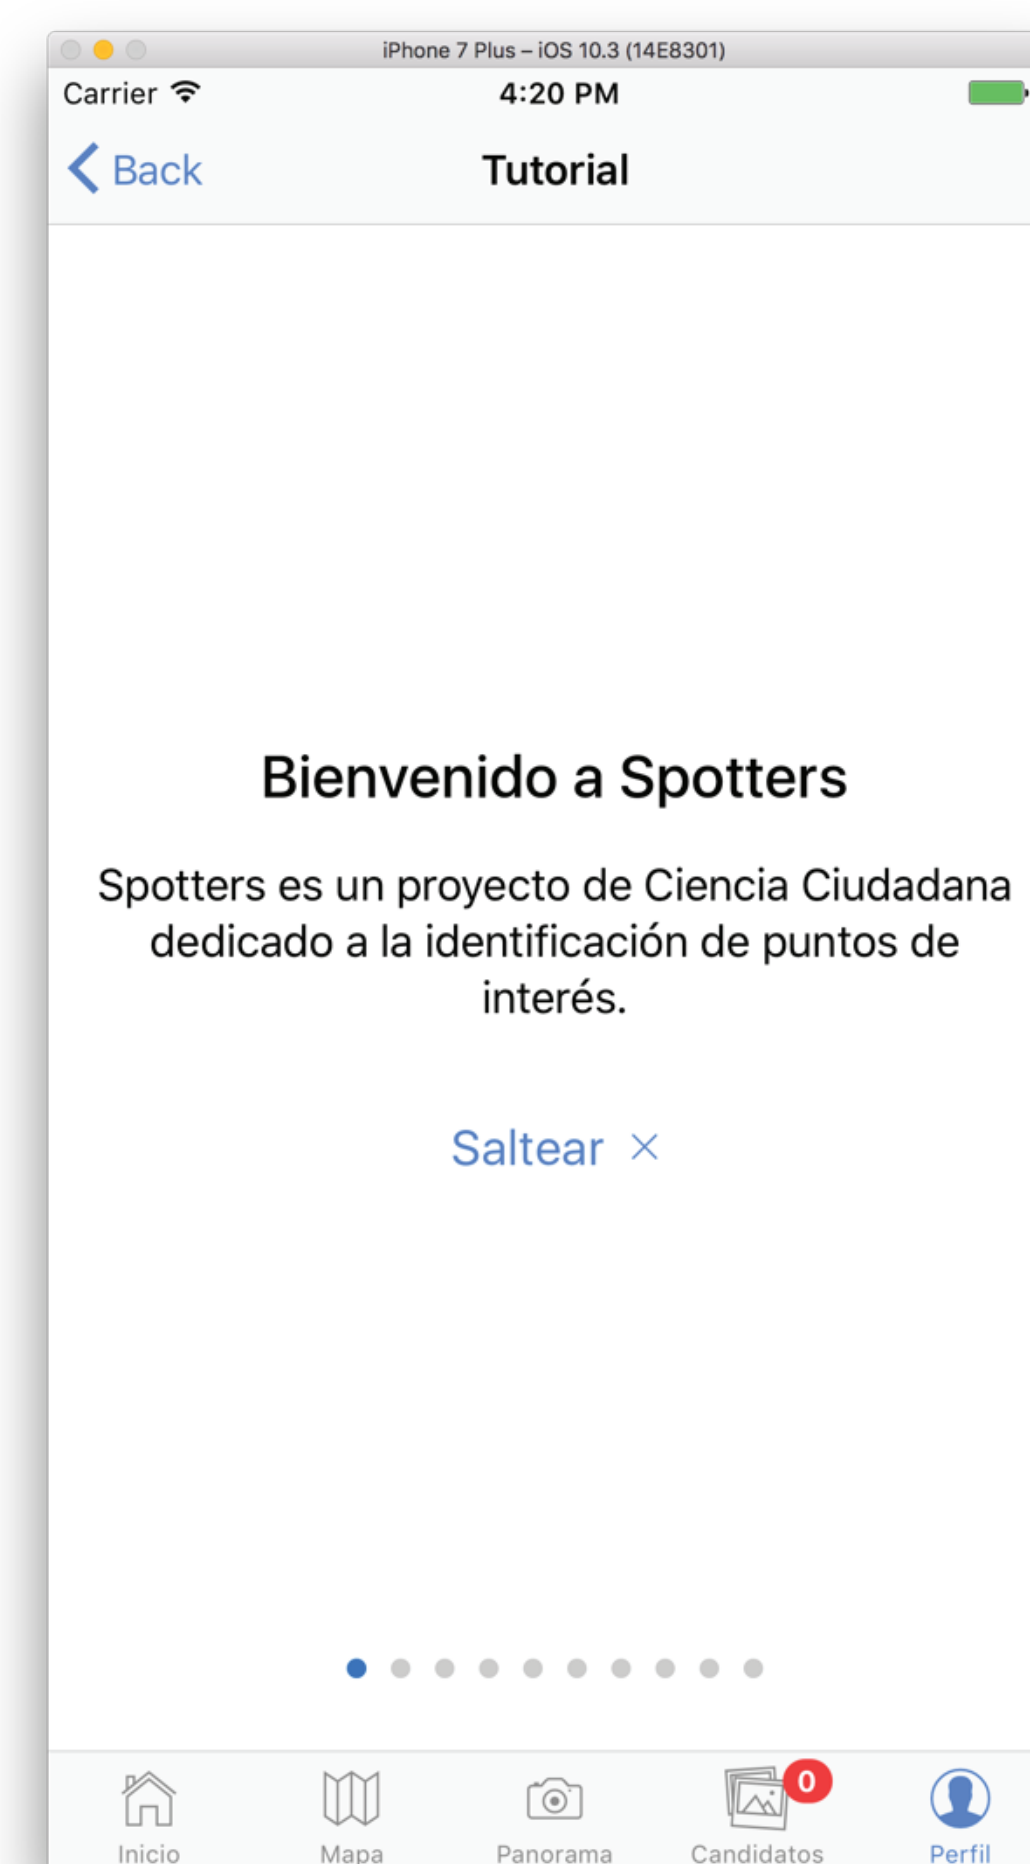 iPhone 7 Plus – iOS 10.3 (14E8301)
Carrier 4:20 PM
Back Tutorial
Bienvenido a Spotters
Spotters es un proyecto de Ciencia Ciudadana
dedicado a la identificación de puntos de
interés.
Saltear ×
0
Inicio Mapa Panorama Candidatos Perfil